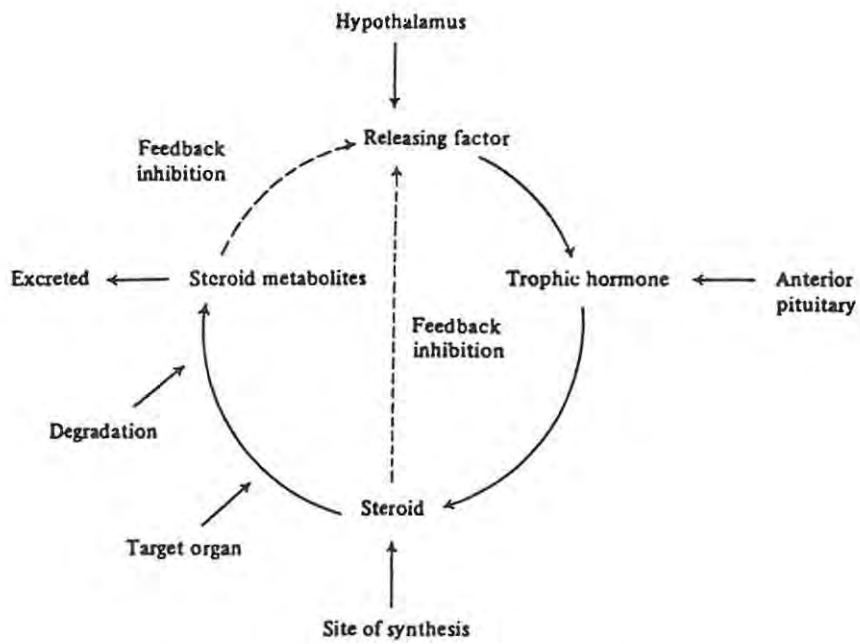 Hypothalamus
Releasing factor
Feedback
inhibition
Excreted
Steroid metabolites
Trophic hormone
Anterior
pituitary
Feedback
inhibition
Degradation
Steroid
Target organ
Site of synthesis